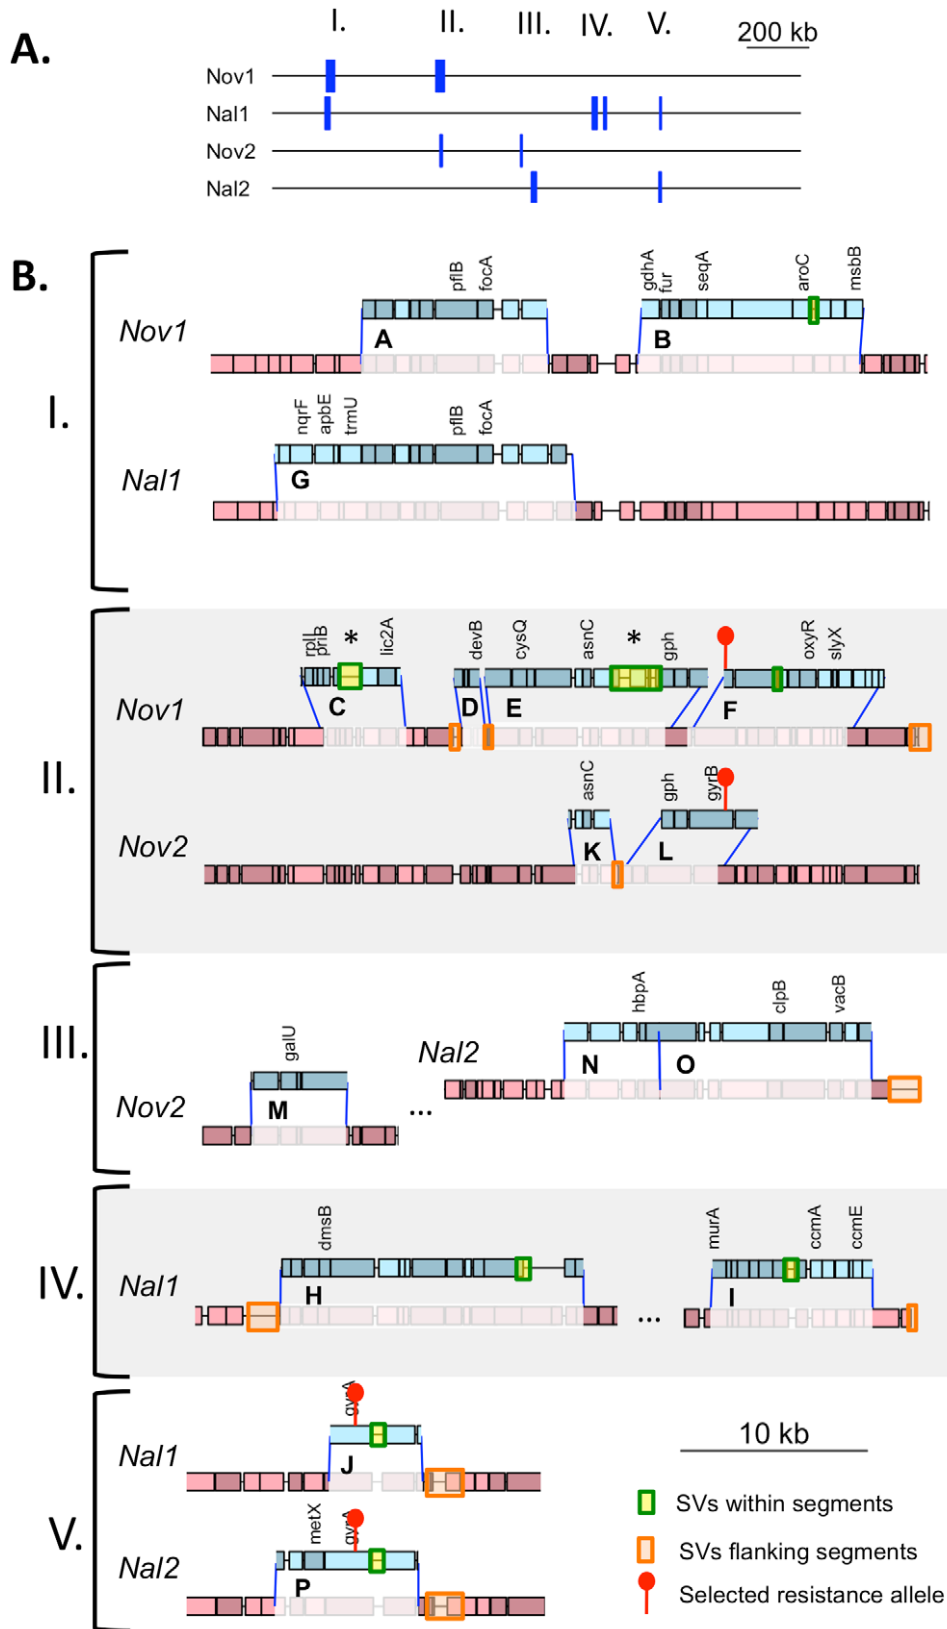 A.
I. II. III. IV. V.
200 kb
Nov1
Nal1
Nov2
Nal2
B.
I.
Nov1
pflB focA gdhA fur seqA aroC msbB
A B
Nal1
nqrF apbE trmU pflB focA
G
II.
Nov1
rplI priB * lic2A devB cysQ asnC * gph oxyR slyX
C D E F
Nov2
asnC gph gyrB
K L
III.
Nov2
galU
M
...
Nal2
hbpA clpB vacB
N O
IV.
Nal1
dmsB murA ccmA ccmE
H ... I
V.
Nal1
gyrA
J
Nal2
metX gyrA
P
10 kb
SVs within segments
SVs flanking segments
Selected resistance allele